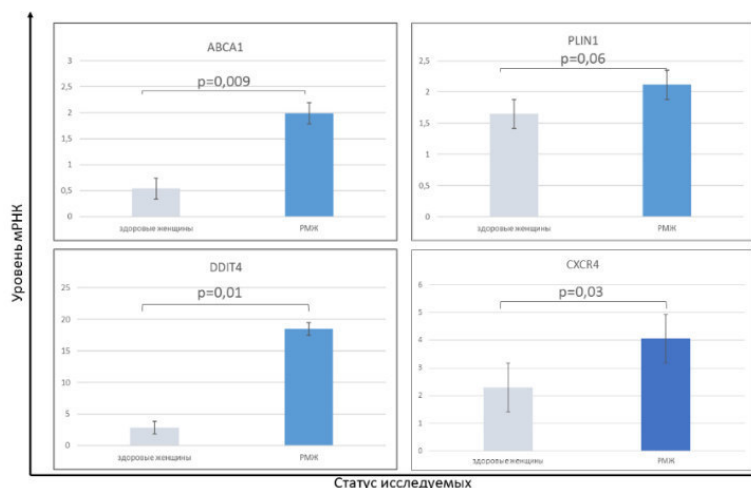 Уровень мРНК
ABCA1
p=0,009
3
2,5
2
1,5
1
0,5
0
здоровые женщины
РМЖ
PLIN1
p=0,06
2,5
2
1,5
1
0,5
0
здоровые женщины
РМЖ
DDIT4
p=0,01
25
20
15
10
5
0
здоровые женщины
РМЖ
CXCR4
p=0,03
6
5
4
3
2
1
0
здоровые женщины
РМЖ
Статус исследуемых